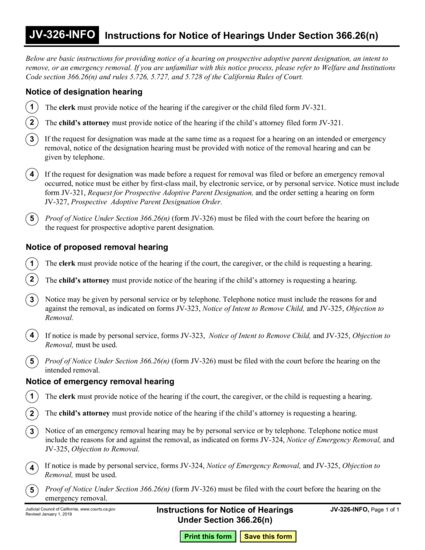 JV-326-INFO Instructions for Notice of Hearings Under Section 366.26(n)
Below are basic instructions for providing notice of a hearing on prospective adoptive parent designation, an intent to
remove, or an emergency removal. If you are unfamiliar with this notice process, please refer to Welfare and Institutions
Code section 366.26(n) and rules 5.726, 5.727, and 5.728 of the California Rules of Court.
Notice of designation hearing
1 The clerk must provide notice of the hearing if the caregiver or the child filed form JV-321.
2 The child's attorney must provide notice of the hearing if the child's attorney filed form JV-321.
3 If the request for designation was made at the same time as a request for a hearing on an intended or emergency
removal, notice of the designation hearing must be provided with notice of the removal hearing and can be
given by telephone.
4 If the request for designation was made before a request for removal was filed or before an emergency removal
occurred, notice must be either by first-class mail, by electronic service, or by personal service. Notice must include
form JV-321, Request for Prospective Adoptive Parent Designation, and the order setting a hearing on form
JV-327, Prospective Adoptive Parent Designation Order.
5 Proof of Notice Under Section 366.26(n) (form JV-326) must be filed with the court before the hearing on
the request for prospective adoptive parent designation.
Notice of proposed removal hearing
1 The clerk must provide notice of the hearing if the court, the caregiver, or the child is requesting a hearing.
2 The child's attorney must provide notice of the hearing if the child's attorney is requesting a hearing.
3 Notice may be given by personal service or by telephone. Telephone notice must include the reasons for and
against the removal, as indicated on forms JV-323, Notice of Intent to Remove Child, and JV-325, Objection to
Removal.
4 If notice is made by personal service, forms JV-323, Notice of Intent to Remove Child, and JV-325, Objection to
Removal, must be used.
5 Proof of Notice Under Section 366.26(n) (form JV-326) must be filed with the court before the hearing on the
intended removal.
Notice of emergency removal hearing
1 The clerk must provide notice of the hearing if the court, the caregiver, or the child is requesting a hearing.
2 The child's attorney must provide notice of the hearing if the child's attorney is requesting a hearing.
3 Notice of an emergency removal hearing may be by personal service or by telephone. Telephone notice must
include the reasons for and against the removal, as indicated on forms JV-324, Notice of Emergency Removal, and
JV-325, Objection to Removal.
4 If notice is made by personal service, forms JV-324, Notice of Emergency Removal, and JV-325, Objection to
Removal, must be used.
5 Proof of Notice Under Section 366.26(n) (form JV-326) must be filed with the court before the hearing on the
emergency removal.
Judicial Council of California, www.courts.ca.gov
Revised January 1, 2019
Instructions for Notice of Hearings
Under Section 366.26(n)
JV-326-INFO, Page 1 of 1
Print this form Save this form